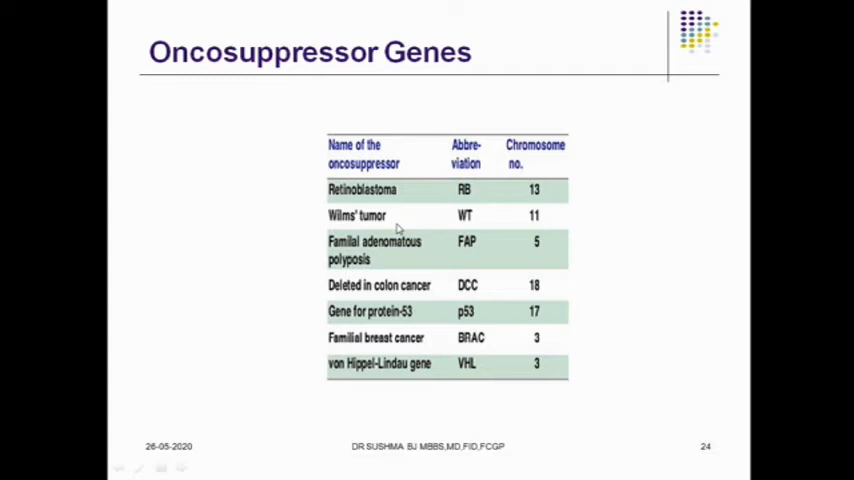 Oncosuppressor Genes
Name of the oncosuppressor Abbre-viation Chromosome no.
Retinoblastoma RB 13
Wilms' tumor WT 11
Familal adenomatous polyposis FAP 5
Deleted in colon cancer DCC 18
Gene for protein-53 p53 17
Familial breast cancer BRAC 3
von Hippel-Lindau gene VHL 3
26-05-2020 DR SUSHMA BJ MBBS,MD,FID,FCGP 24